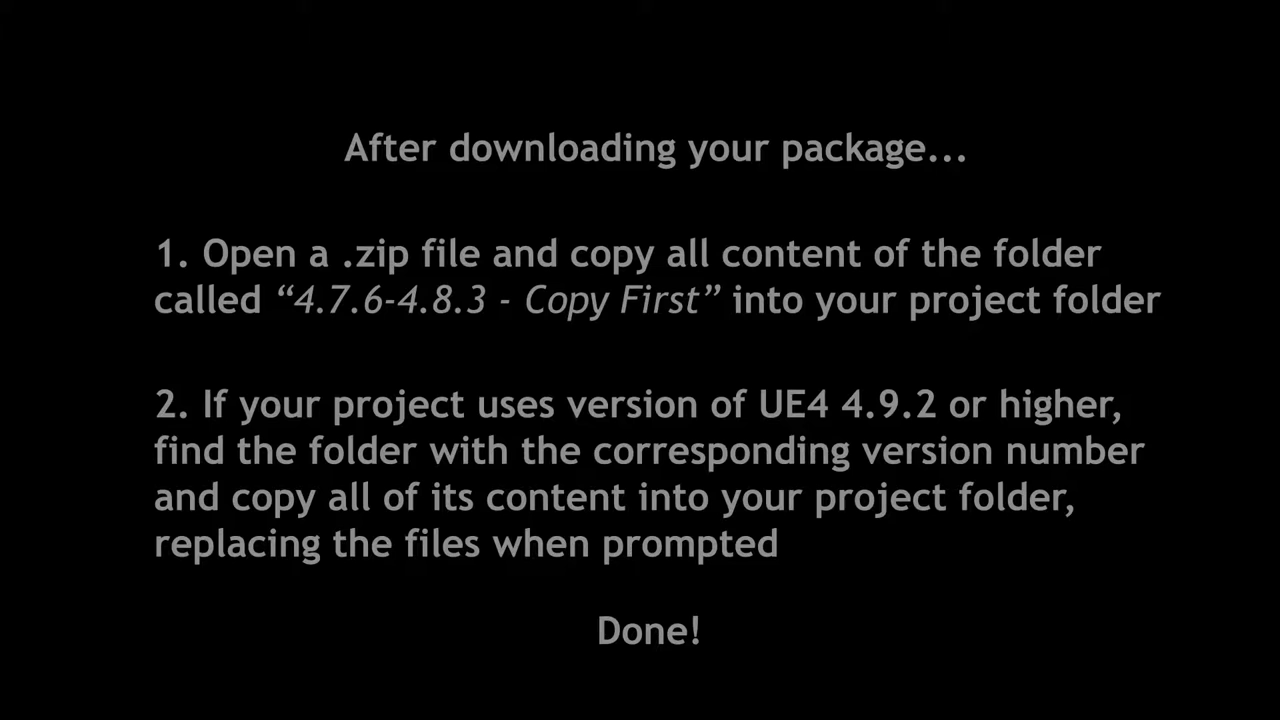 After downloading your package...
1. Open a .zip file and copy all content of the folder
called “4.7.6-4.8.3 - Copy First” into your project folder
2. If your project uses version of UE4 4.9.2 or higher,
find the folder with the corresponding version number
and copy all of its content into your project folder,
replacing the files when prompted
Done!